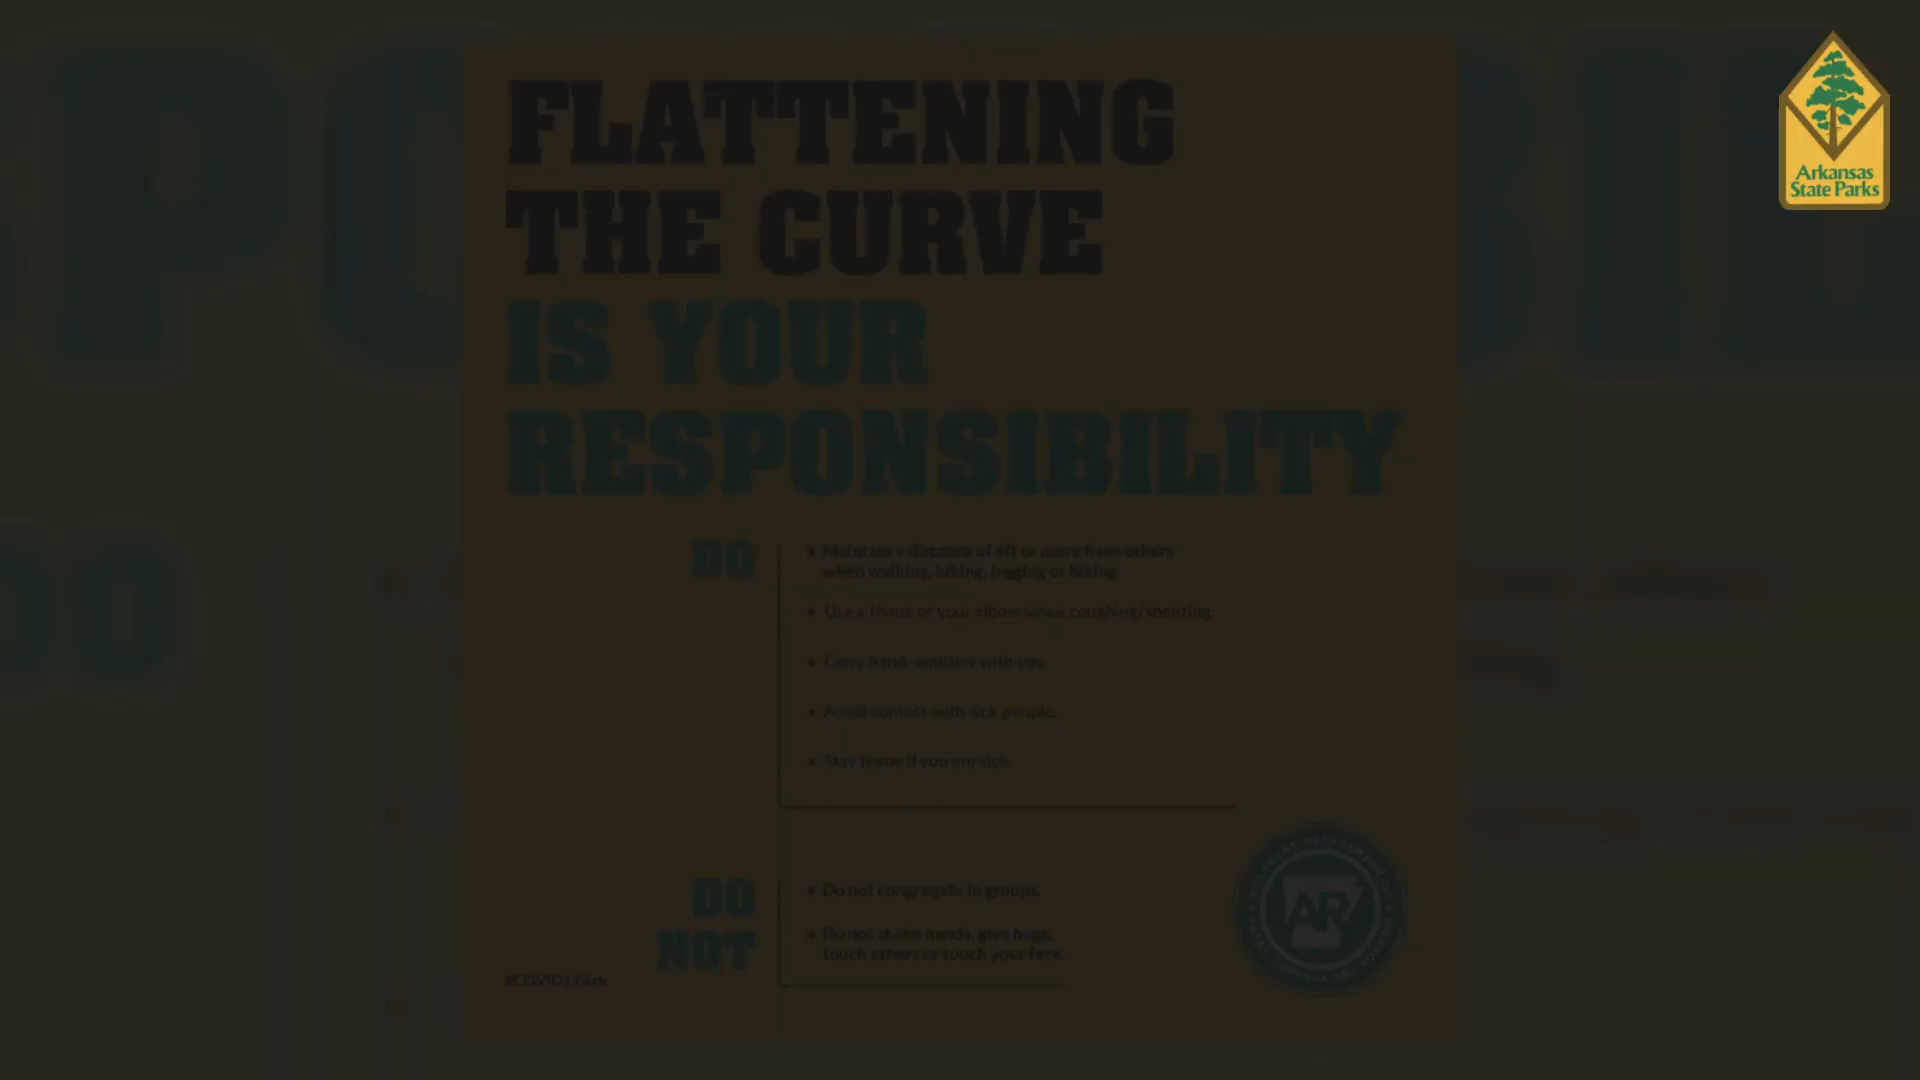 FLATTENING
THE CURVE
IS YOUR
RESPONSIBILITY
DO
• Maintain a distance of 5ft or more from others
when walking, hiking, jogging or biking.
• Use a tissue or your elbow when coughing/sneezing.
• Carry hand-sanitizer with you.
• Avoid contact with sick people.
• Stay home if you are sick.
DO
NOT
• Do not congregate in groups.
• Do not shake hands, give hugs,
touch others or touch your face.
#COVID19Ark
AR
Arkansas
State Parks